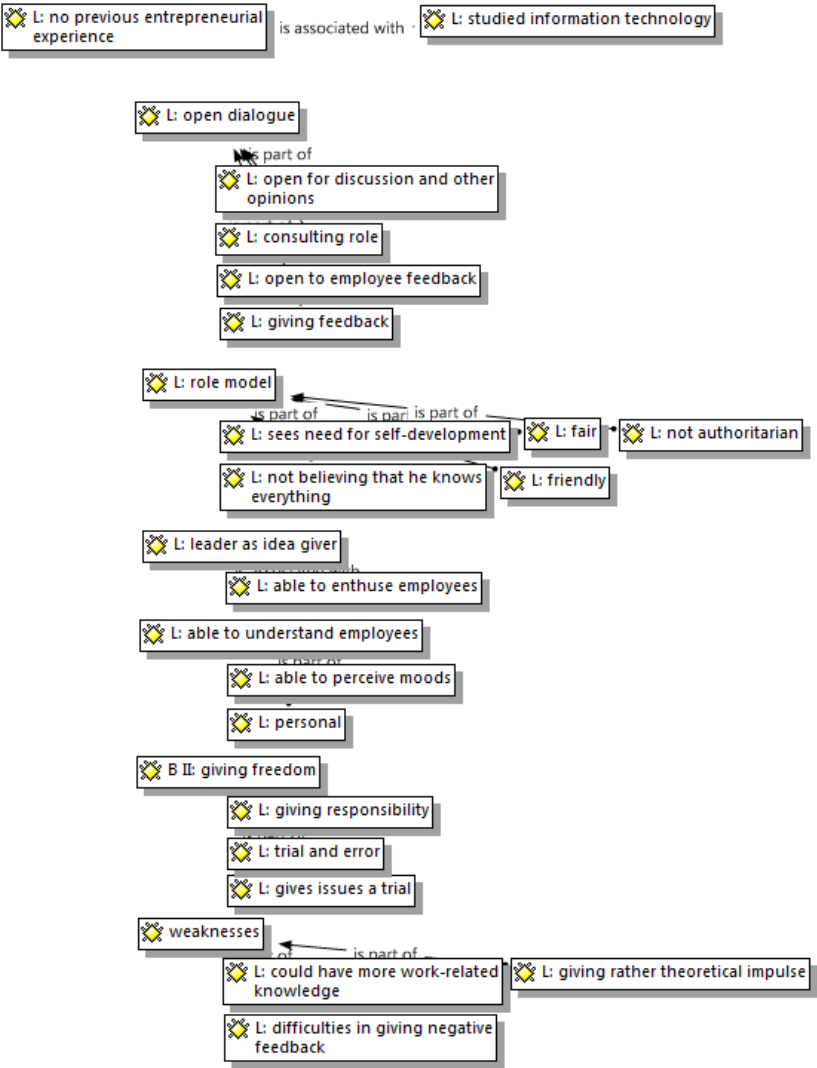 L: no previous entrepreneurial
experience
is associated with
L: studied information technology
L: open dialogue
is part of
L: open for discussion and other
opinions
L: consulting role
L: open to employee feedback
L: giving feedback
L: role model
is part of
is part
is part of
L: sees need for self-development
L: fair
L: not authoritarian
L: not believing that he knows
everything
L: friendly
L: leader as idea giver
L: able to enthuse employees
L: able to understand employees
is part of
L: able to perceive moods
L: personal
B II: giving freedom
L: giving responsibility
L: trial and error
L: gives issues a trial
weaknesses
is part of
of
L: could have more work-related
knowledge
L: giving rather theoretical impulse
L: difficulties in giving negative
feedback